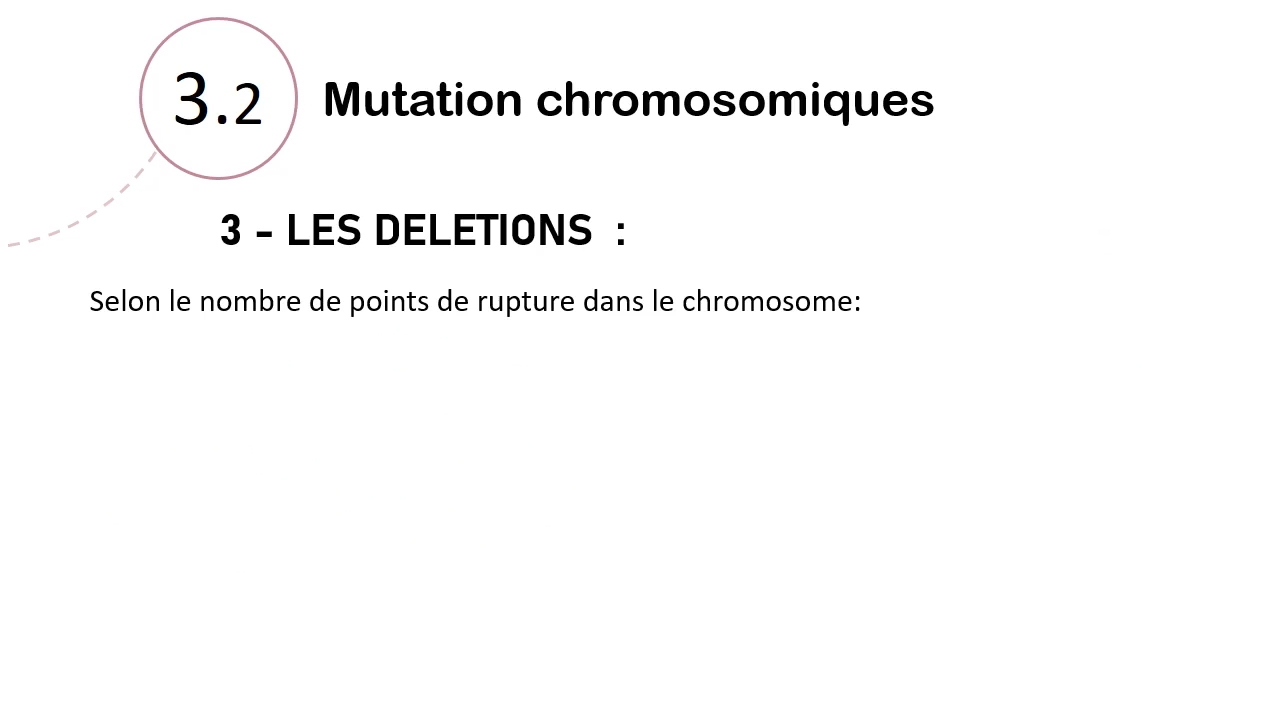 3.2 Mutation chromosomiques
3 - LES DELETIONS :
Selon le nombre de points de rupture dans le chromosome: